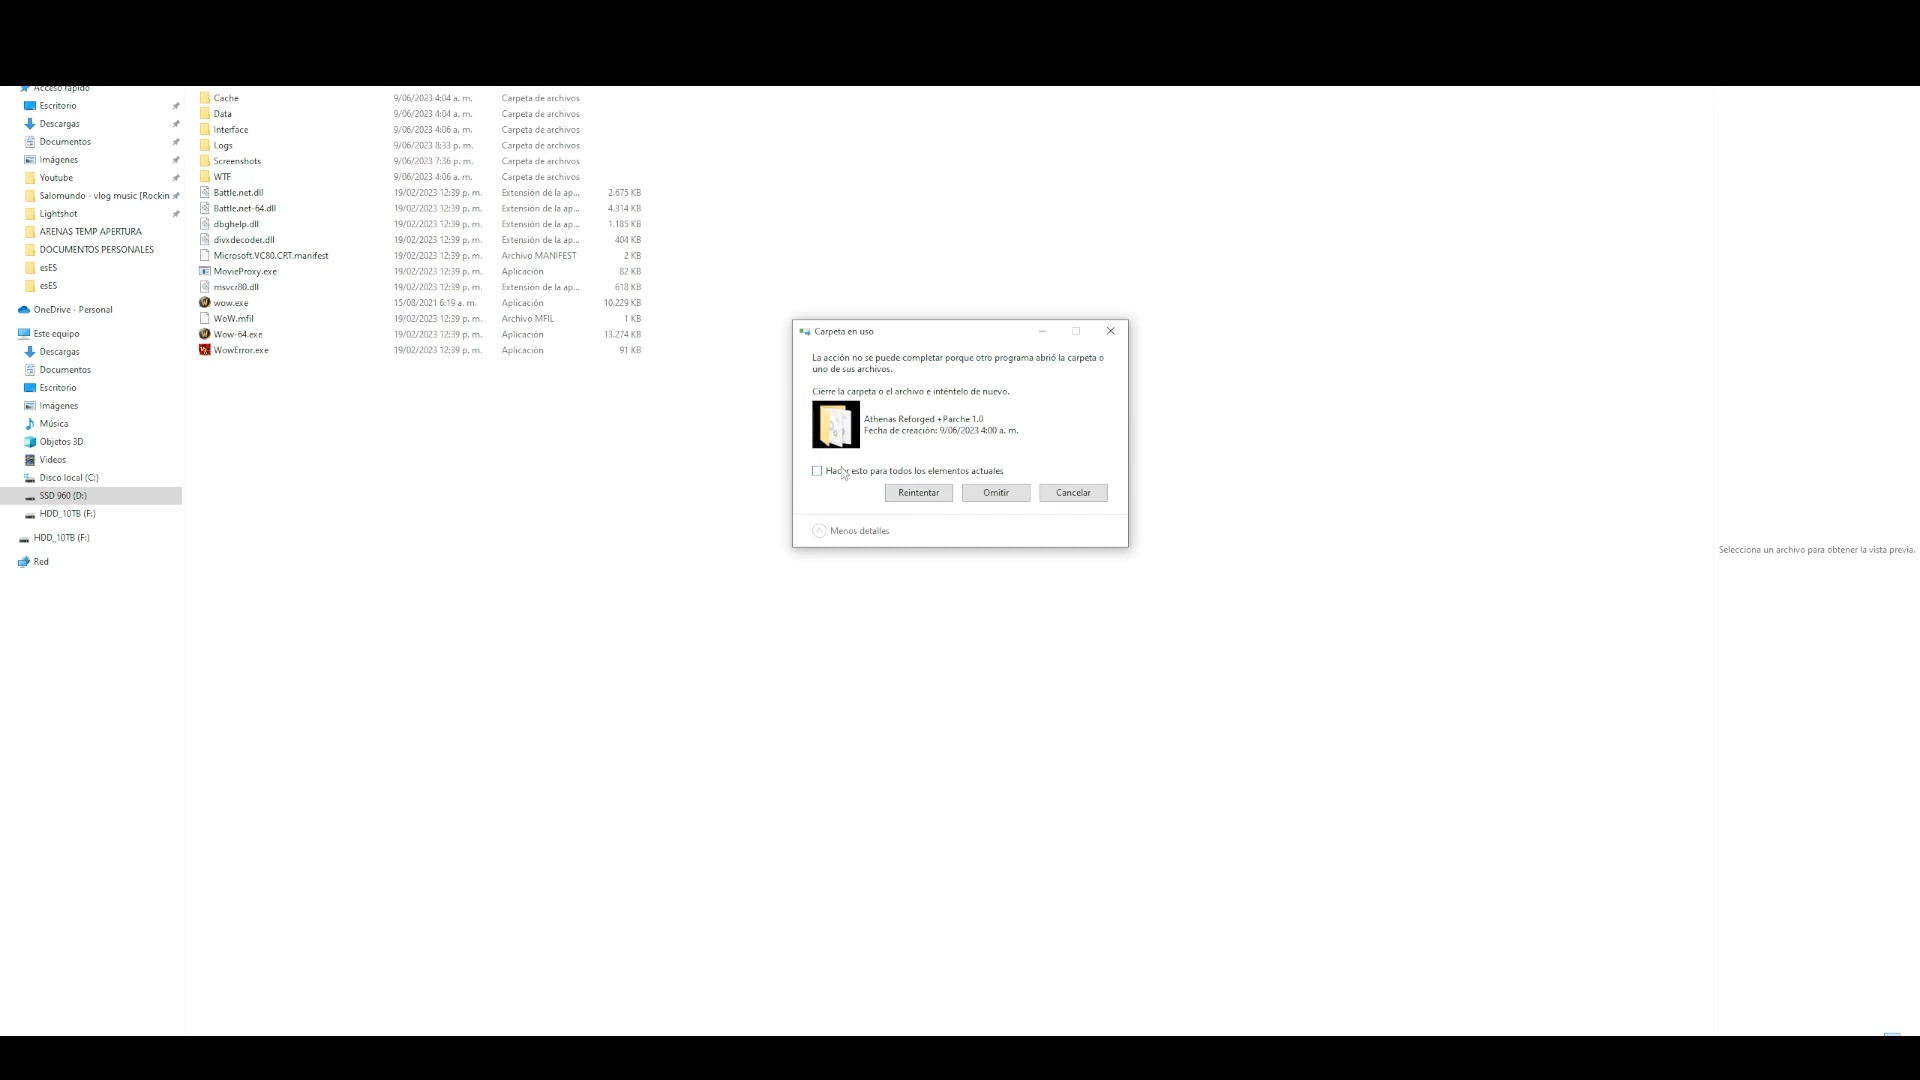 Acceso rápido
Escritorio
Descargas
Documentos
Imágenes
Youtube
Salomundo - vlog music [Rockin
Lightshot
ARENAS TEMP APERTURA
DOCUMENTOS PERSONALES
esES
esES
OneDrive - Personal
Este equipo
Descargas
Documentos
Escritorio
Imágenes
Música
Objetos 3D
Videos
Disco local (C:)
SSD 960 (D:)
HDD_10TB (F:)
HDD_10TB (F:)
Red
Cache 9/06/2023 4:04 a. m. Carpeta de archivos
Data 9/06/2023 4:04 a. m. Carpeta de archivos
Interface 9/06/2023 4:06 a. m. Carpeta de archivos
Logs 9/06/2023 8:33 p. m. Carpeta de archivos
Screenshots 9/06/2023 7:36 p. m. Carpeta de archivos
WTF 9/06/2023 4:06 a. m. Carpeta de archivos
Battle.net.dll 19/02/2023 12:39 p. m. Extensión de la ap... 2.675 KB
Battle.net-64.dll 19/02/2023 12:39 p. m. Extensión de la ap... 4.314 KB
dbghelp.dll 19/02/2023 12:39 p. m. Extensión de la ap... 1.185 KB
divxdecoder.dll 19/02/2023 12:39 p. m. Extensión de la ap... 404 KB
Microsoft.VC80.CRT.manifest 19/02/2023 12:39 p. m. Archivo MANIFEST 2 KB
MovieProxy.exe 19/02/2023 12:39 p. m. Aplicación 82 KB
msvcr80.dll 19/02/2023 12:39 p. m. Extensión de la ap... 618 KB
wow.exe 15/08/2021 6:19 a. m. Aplicación 10.229 KB
WoW.mfil 19/02/2023 12:39 p. m. Archivo MFIL 1 KB
Wow-64.exe 19/02/2023 12:39 p. m. Aplicación 13.274 KB
WowError.exe 19/02/2023 12:39 p. m. Aplicación 91 KB
Carpeta en uso
La acción no se puede completar porque otro programa abrió la carpeta o
uno de sus archivos.
Cierre la carpeta o el archivo e inténtelo de nuevo.
Athenas Reforged +Parche 1.0
Fecha de creación: 9/06/2023 4:00 a. m.
Hacer esto para todos los elementos actuales
Reintentar Omitir Cancelar
Menos detalles
Selecciona un archivo para obtener la vista previa.